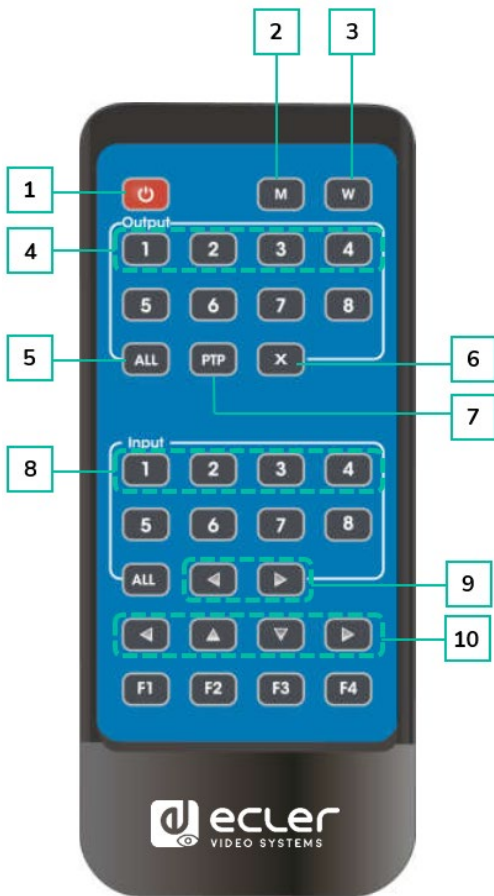 2 3
1 M W
Output
4 1 2 3 4
5 6 7 8
5 ALL PTP X 6
7
Input
8 1 2 3 4
5 6 7 8
ALL 9
10
F1 F2 F3 F4
ecler
VIDEO SYSTEMS